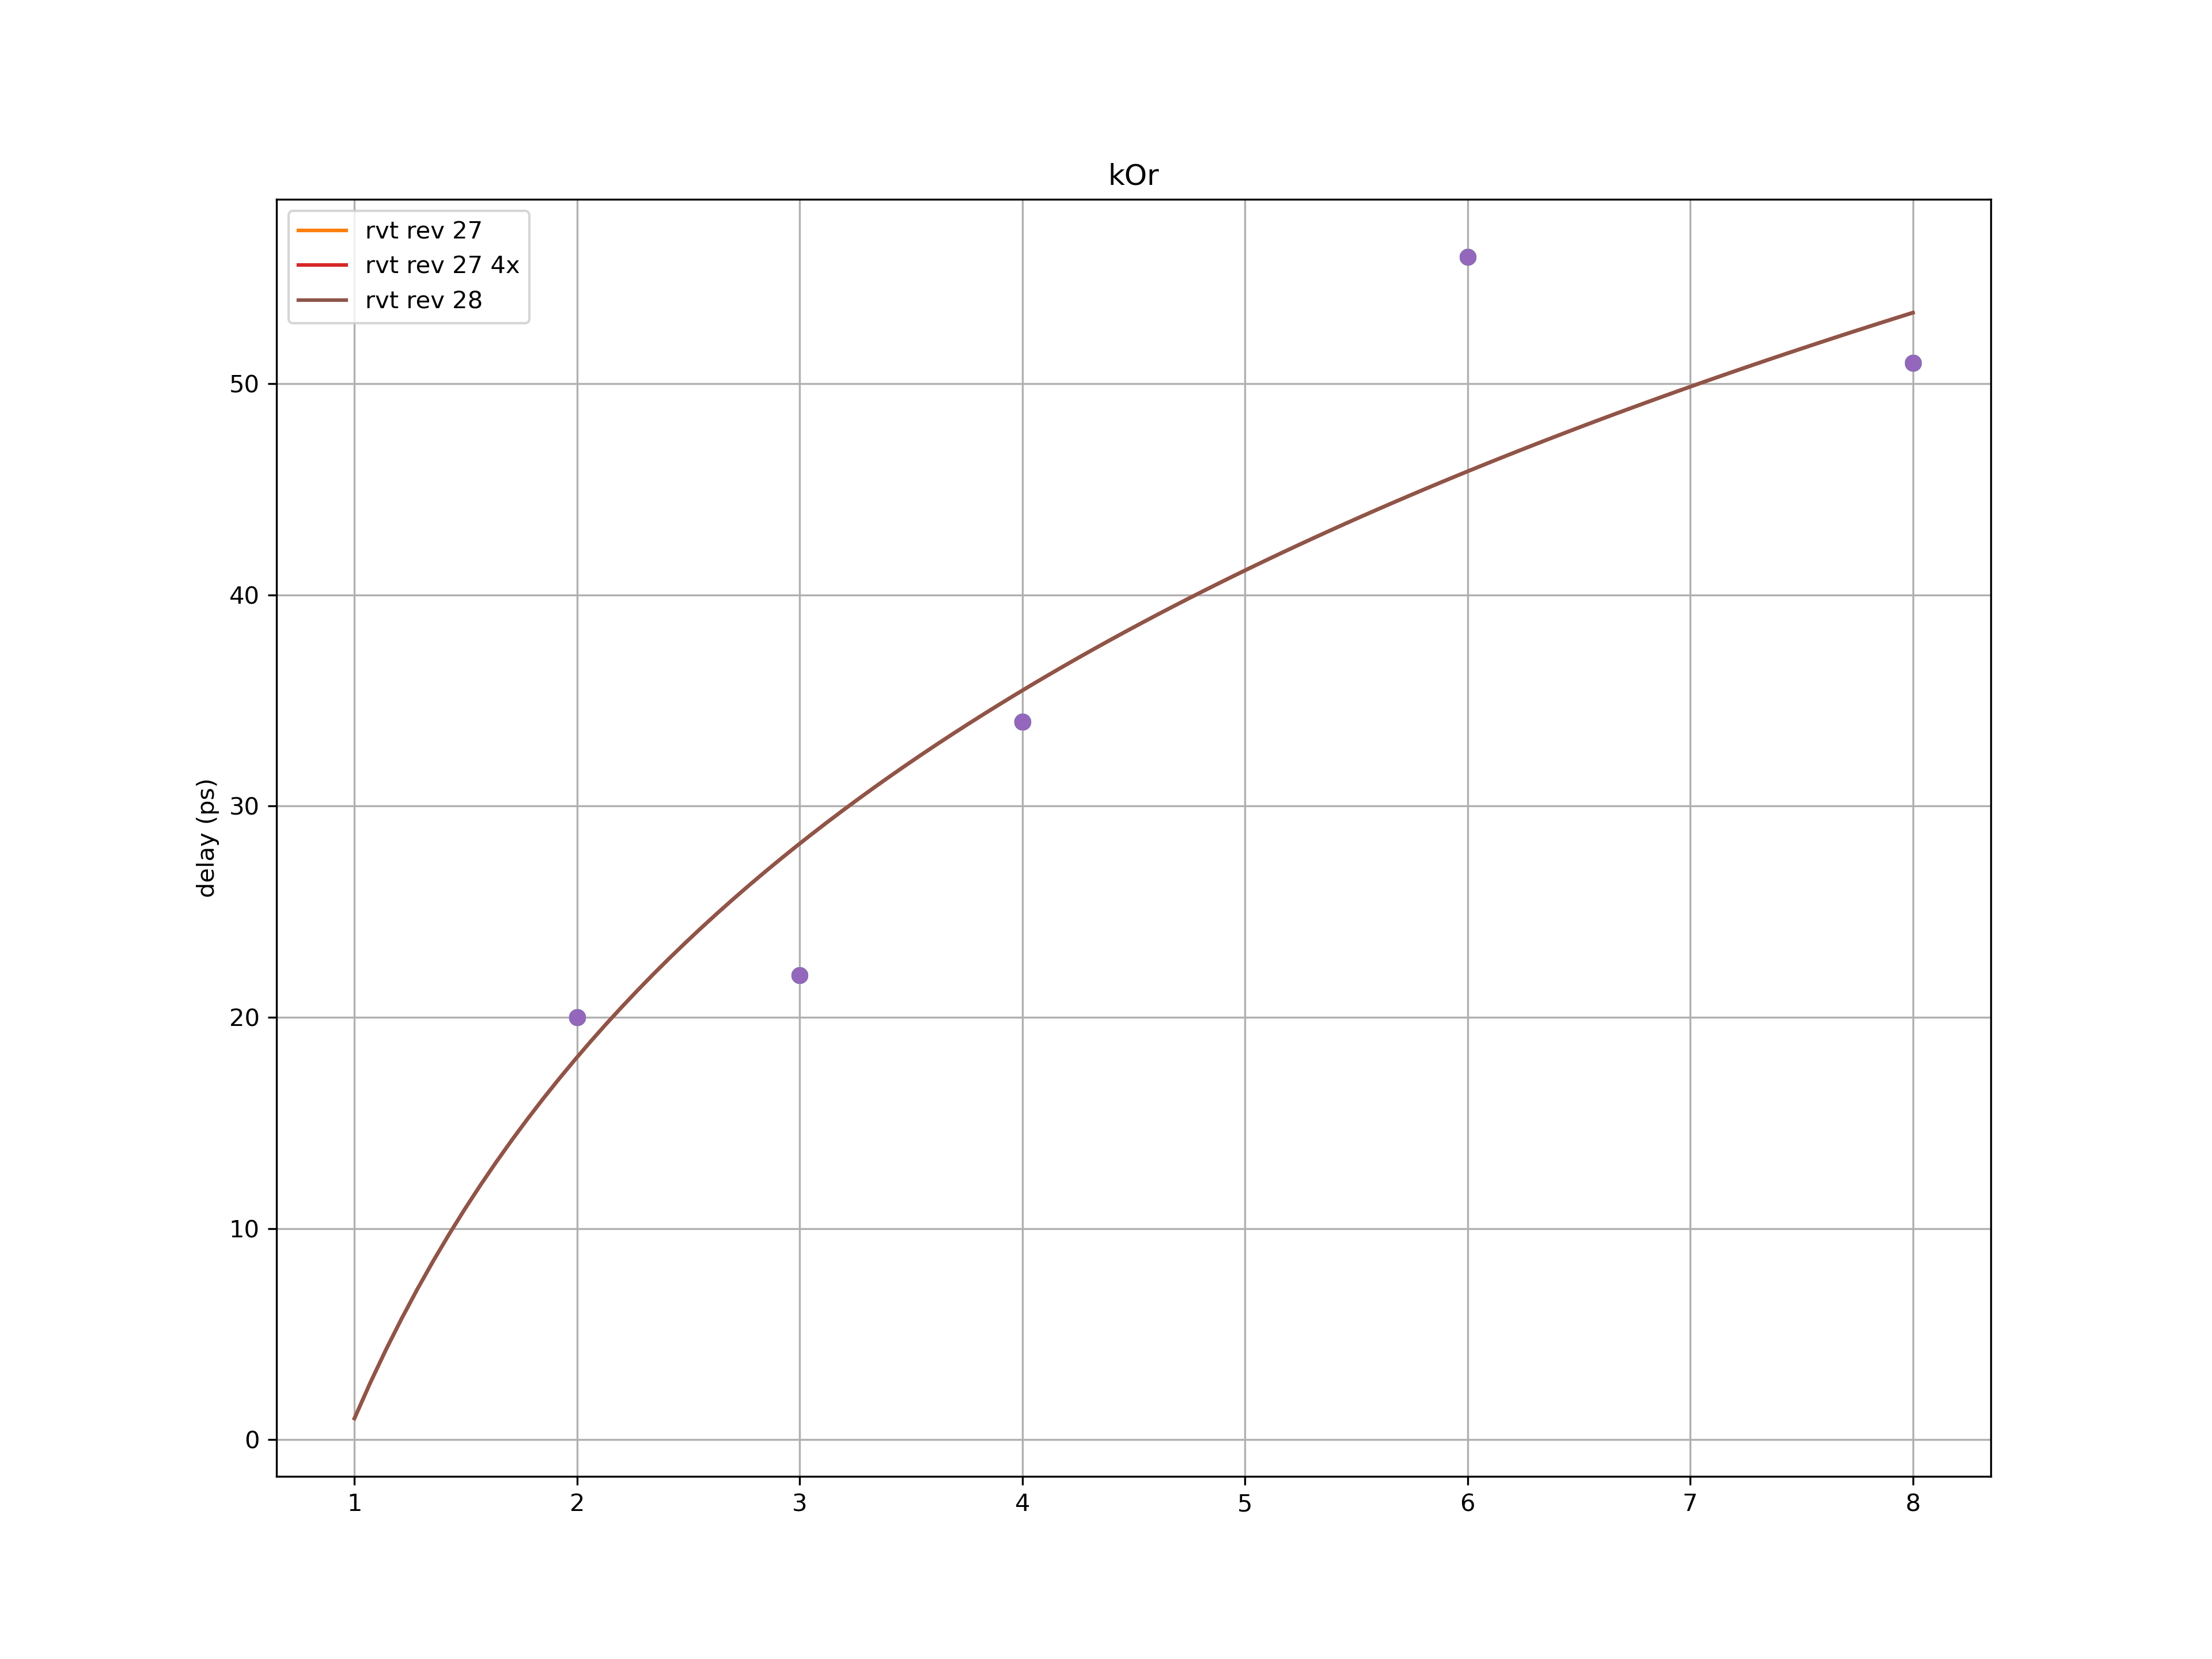 kOr
rvt rev 27
rvt rev 27 4x
rvt rev 28
delay (ps)
50
40
30
20
10
0
1 2 3 4 5 6 7 8